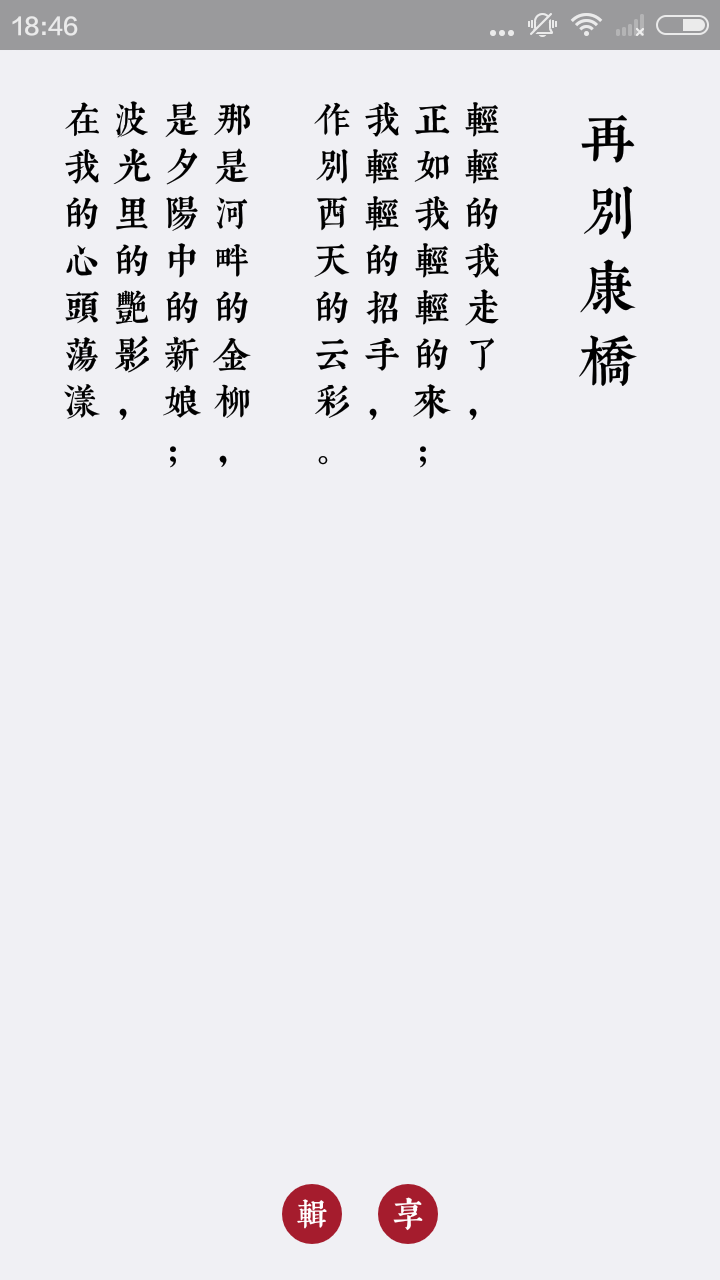 18:46
再別康橋
輕輕的我走了，
正如我輕輕的來；
我輕輕的招手，
作別西天的云彩。
那是河畔的金柳，
是夕陽中的新娘；
波光里的艷影，
在我的心頭蕩漾
輯
享